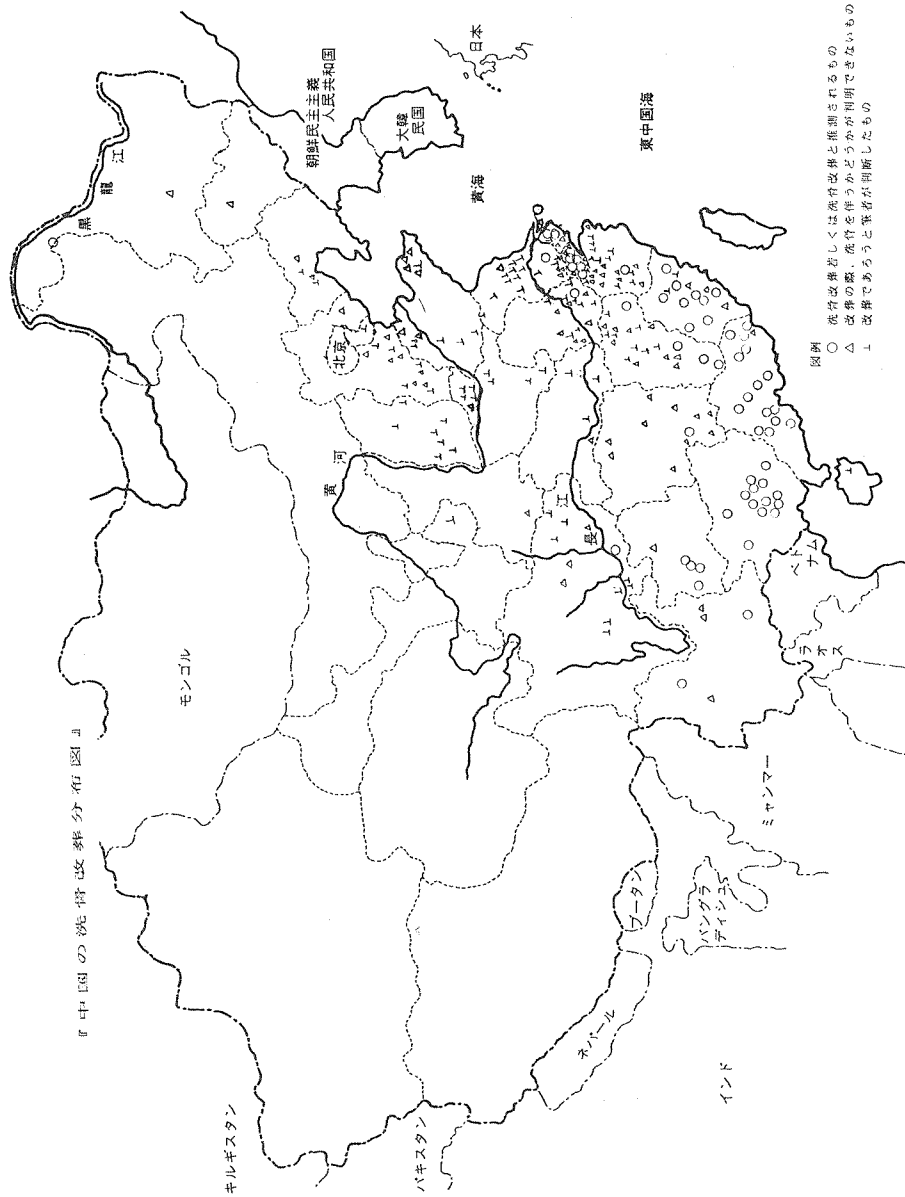 『中国の洗骨改葬分布図』
キルギスタン
パキスタン
モンゴル
インド
ネパール
ブータン
バングラ
ディシュ
ミャンマー
ラオス
ベトナム
黒龍江
北京
黄河
長江
朝鮮民主主義
人民共和国
大韓
民国
日本
黄海
東中国海
図例
○ 洗骨改葬若しくは洗骨改葬と推測されるもの
△ 改葬の際、洗骨を伴うかどうかが判明できないもの
⊥ 改葬であろうと筆者が判断したもの